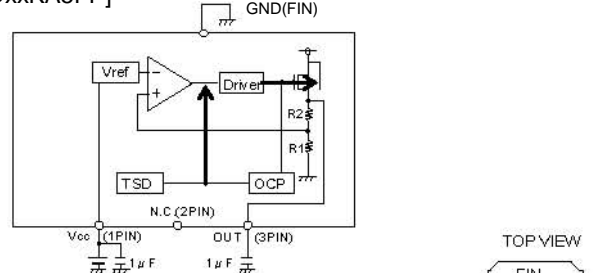 GND(FIN)
Vref
Driver
R2
R1
TSD
OCP
N.C.(2PIN)
Vcc (1PIN)
OUT (3PIN)
1μF
1μF
TOP VIEW
FIN